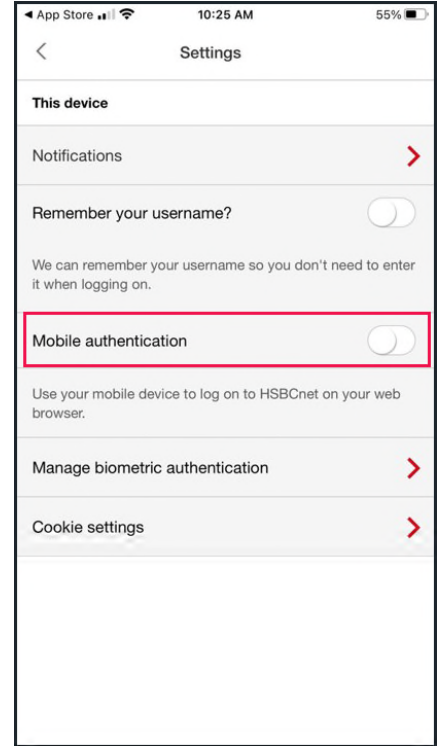 App Store 10:25 AM 55%
Settings
This device
Notifications
Remember your username?
We can remember your username so you don't need to enter
it when logging on.
Mobile authentication
Use your mobile device to log on to HSBCnet on your web
browser.
Manage biometric authentication
Cookie settings